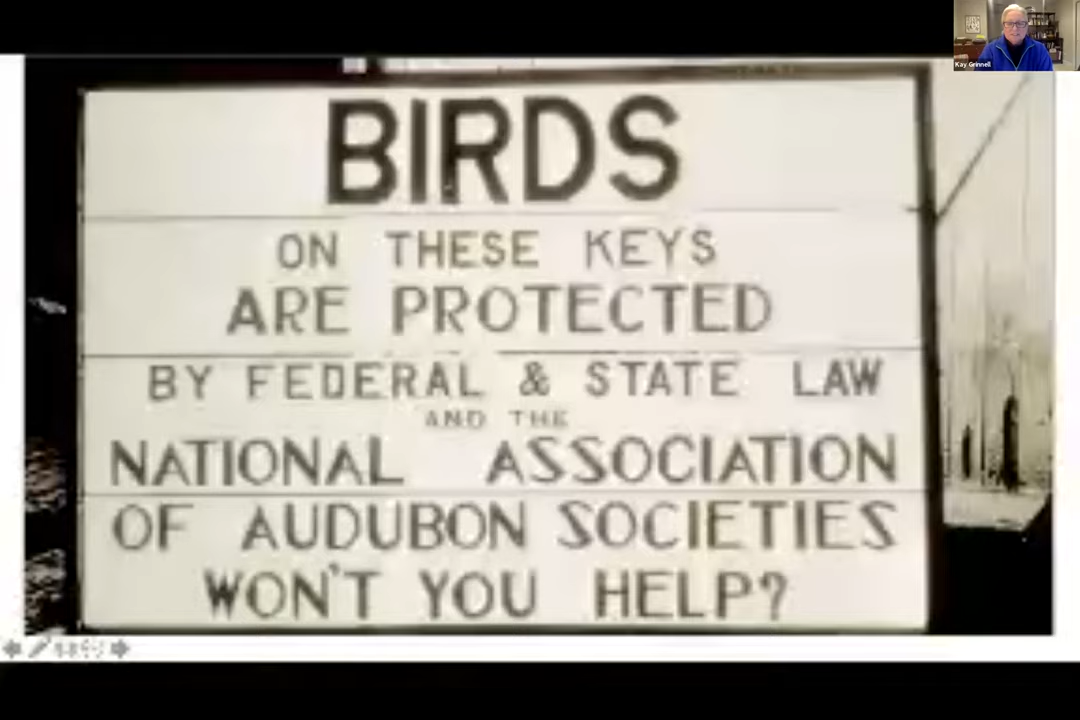 Kay Grinnell
BIRDS
ON THESE KEYS
ARE PROTECTED
BY FEDERAL & STATE LAW
AND THE
NATIONAL ASSOCIATION
OF AUDUBON SOCIETIES
WON'T YOU HELP?